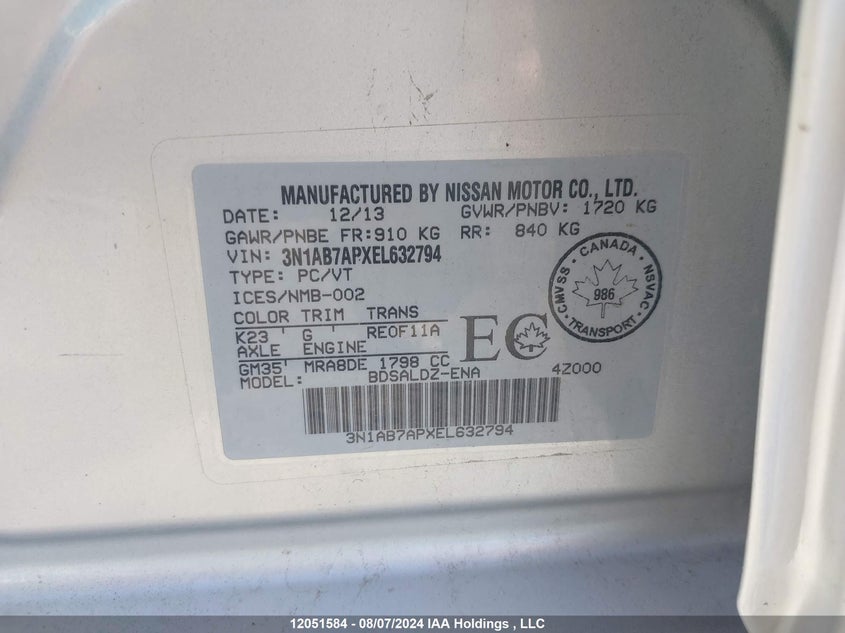 MANUFACTURED BY NISSAN MOTOR CO., LTD.
DATE: 12/13 GVWR/PNBV: 1720 KG
GAWR/PNBE FR:910 KG RR: 840 KG
VIN: 3N1AB7APXEL632794
TYPE: PC/VT
ICES/NMB-002
COLOR TRIM TRANS
K23 ' G ' REOF11A
AXLE ENGINE
GM35' MRA8DE 1798 CC
MODEL: BDSALDZ-ENA 4Z000
EC
CANADA
CMVSS 986 NSVAC
TRANSPORT
3N1AB7APXEL632794
12051584 - 08/07/2024 IAA Holdings , LLC